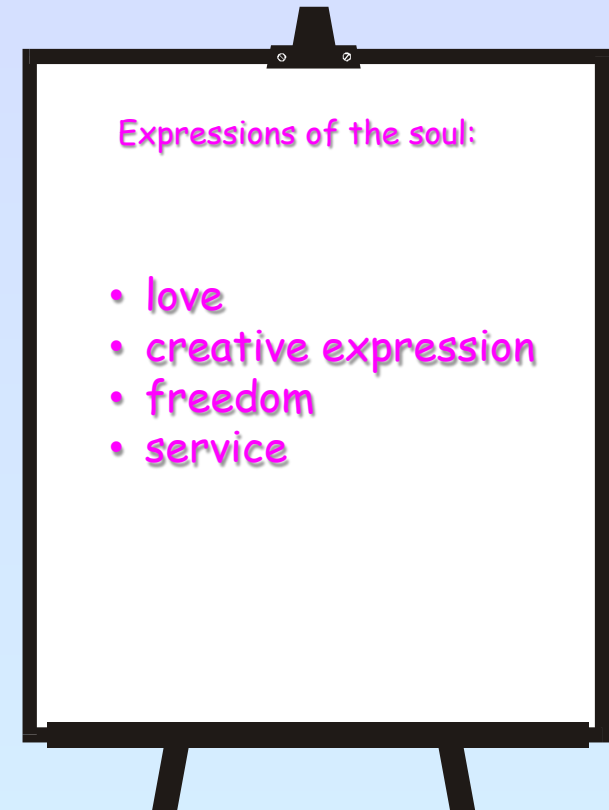 Expressions of the soul:
• love
• creative expression
• freedom
• service